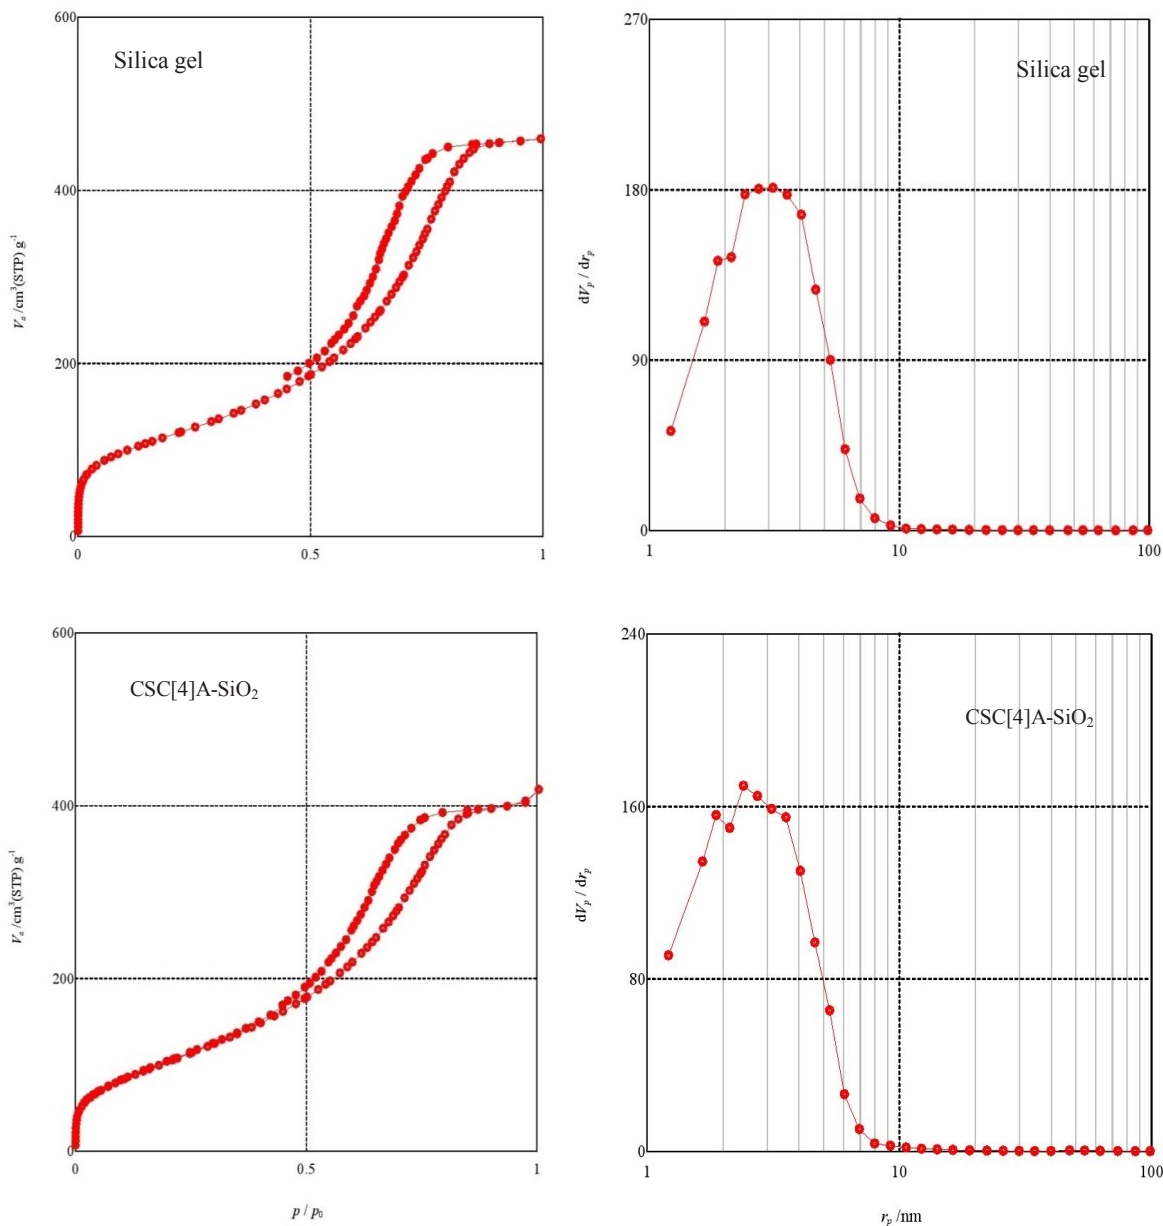 600
Silica gel
400
200
0
0
0.5
1
Vₐ /cm³(STP) g⁻¹
270
Silica gel
180
90
0
1
10
100
dVₚ / drₚ
600
CSC[4]A-SiO₂
400
200
0
0
0.5
1
Vₐ /cm³(STP) g⁻¹
p / p₀
240
CSC[4]A-SiO₂
160
80
0
1
10
100
dVₚ / drₚ
rₚ /nm